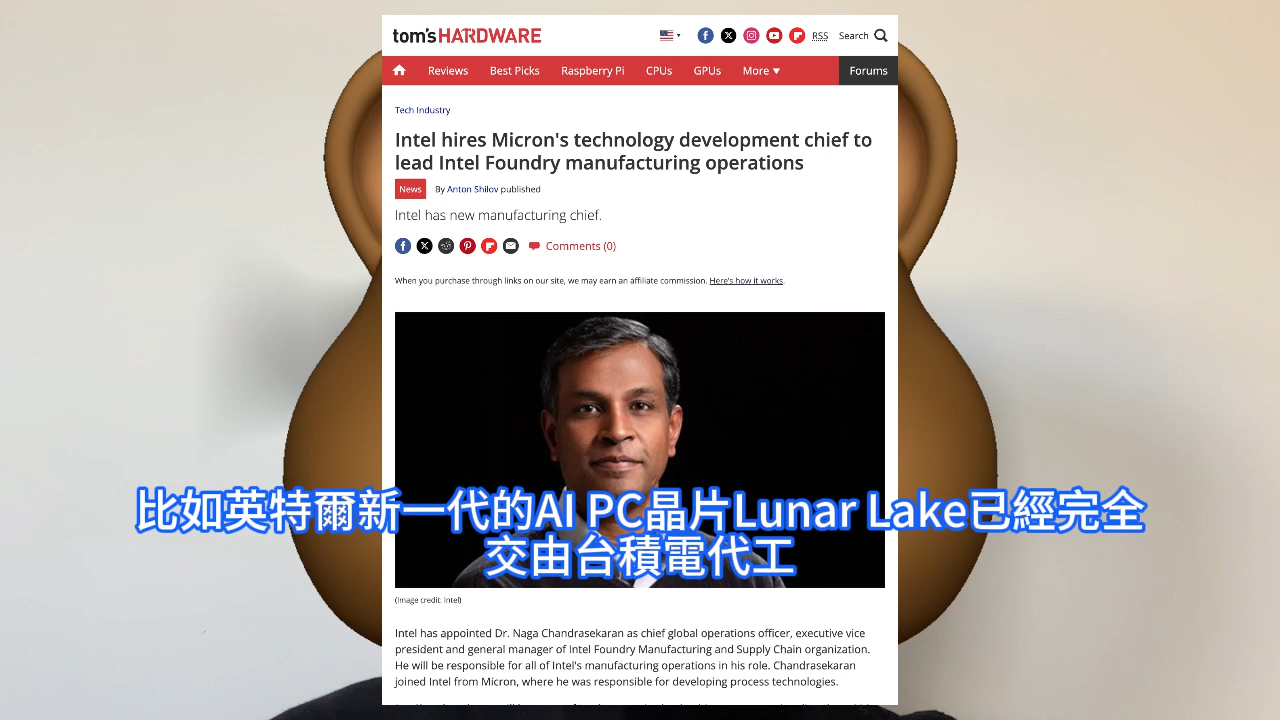 tom's HARDWARE
RSS
Search
Reviews
Best Picks
Raspberry Pi
CPUs
GPUs
More
Forums
Tech Industry
Intel hires Micron's technology development chief to
lead Intel Foundry manufacturing operations
News
By Anton Shilov published
Intel has new manufacturing chief.
Comments (0)
When you purchase through links on our site, we may earn an affiliate commission. Here's how it works.
比如英特爾新一代的AI PC晶片Lunar Lake已經完全
交由台積電代工
(Image credit: Intel)
Intel has appointed Dr. Naga Chandrasekaran as chief global operations officer, executive vice
president and general manager of Intel Foundry Manufacturing and Supply Chain organization.
He will be responsible for all of Intel's manufacturing operations in his role. Chandrasekaran
joined Intel from Micron, where he was responsible for developing process technologies.